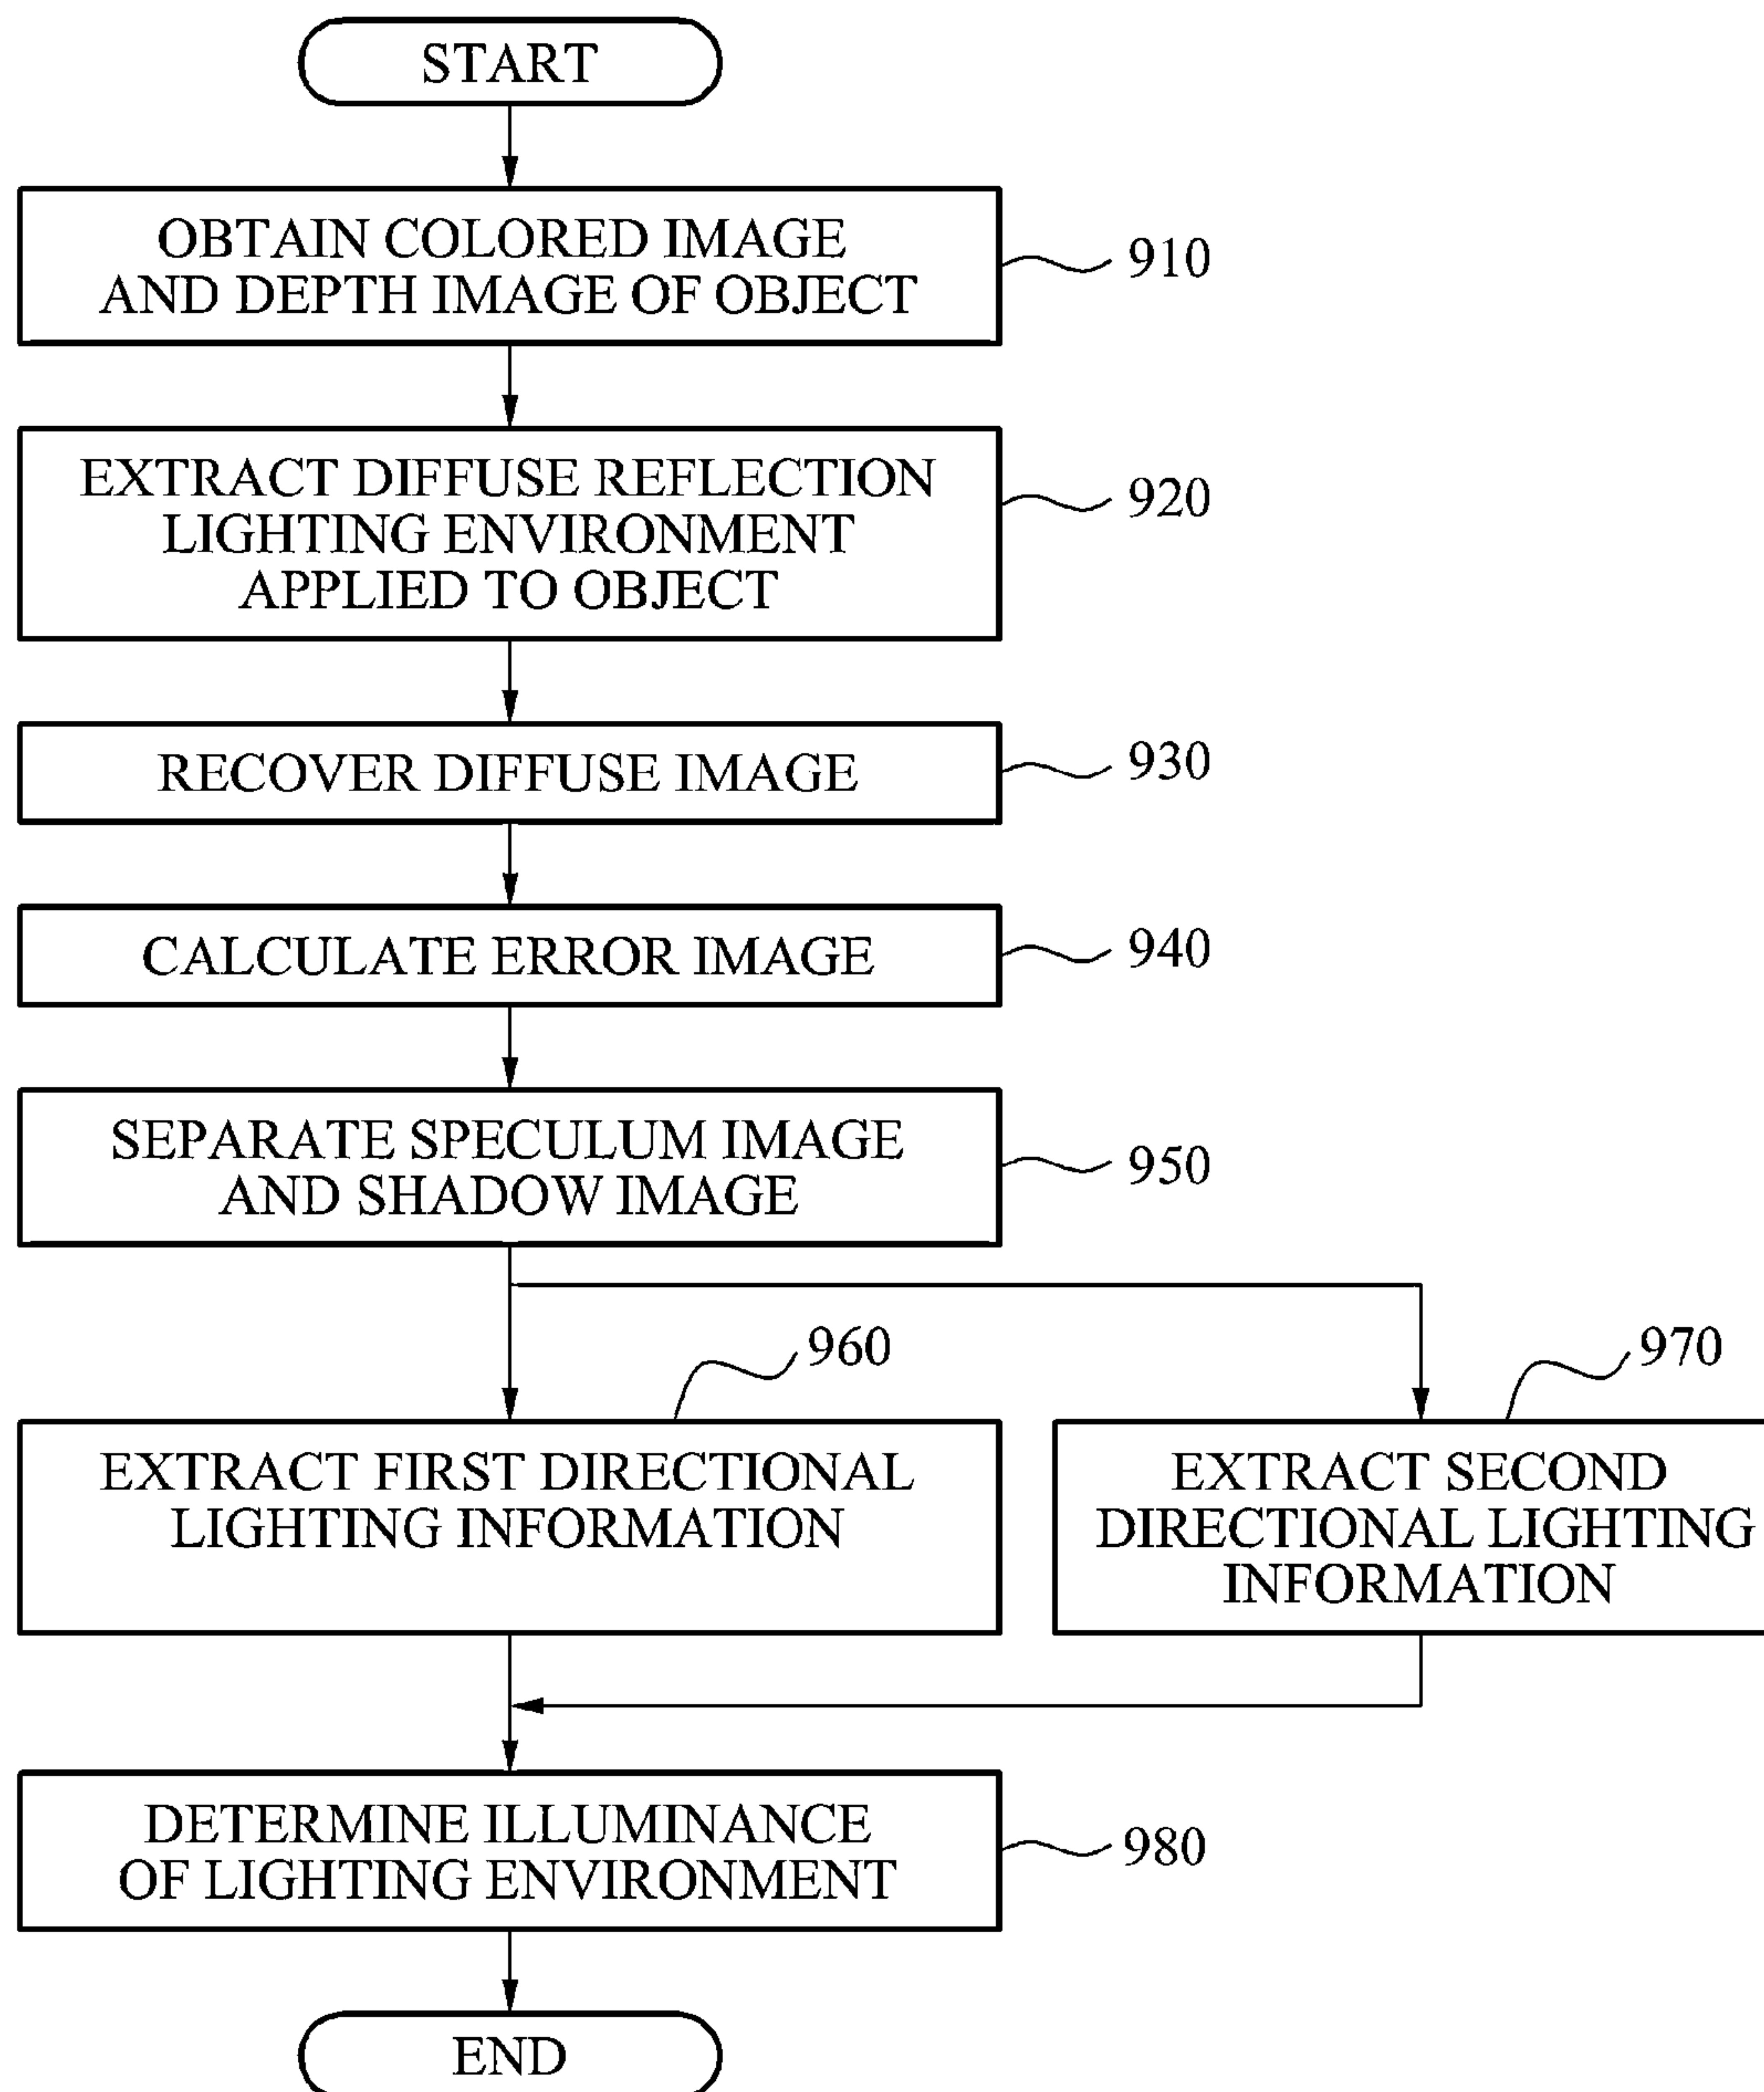 START
OBTAIN COLORED IMAGE
AND DEPTH IMAGE OF OBJECT
910
EXTRACT DIFFUSE REFLECTION
LIGHTING ENVIRONMENT
APPLIED TO OBJECT
920
RECOVER DIFFUSE IMAGE
930
CALCULATE ERROR IMAGE
940
SEPARATE SPECULUM IMAGE
AND SHADOW IMAGE
950
960
EXTRACT FIRST DIRECTIONAL
LIGHTING INFORMATION
970
EXTRACT SECOND
DIRECTIONAL LIGHTING
INFORMATION
DETERMINE ILLUMINANCE
OF LIGHTING ENVIRONMENT
980
END